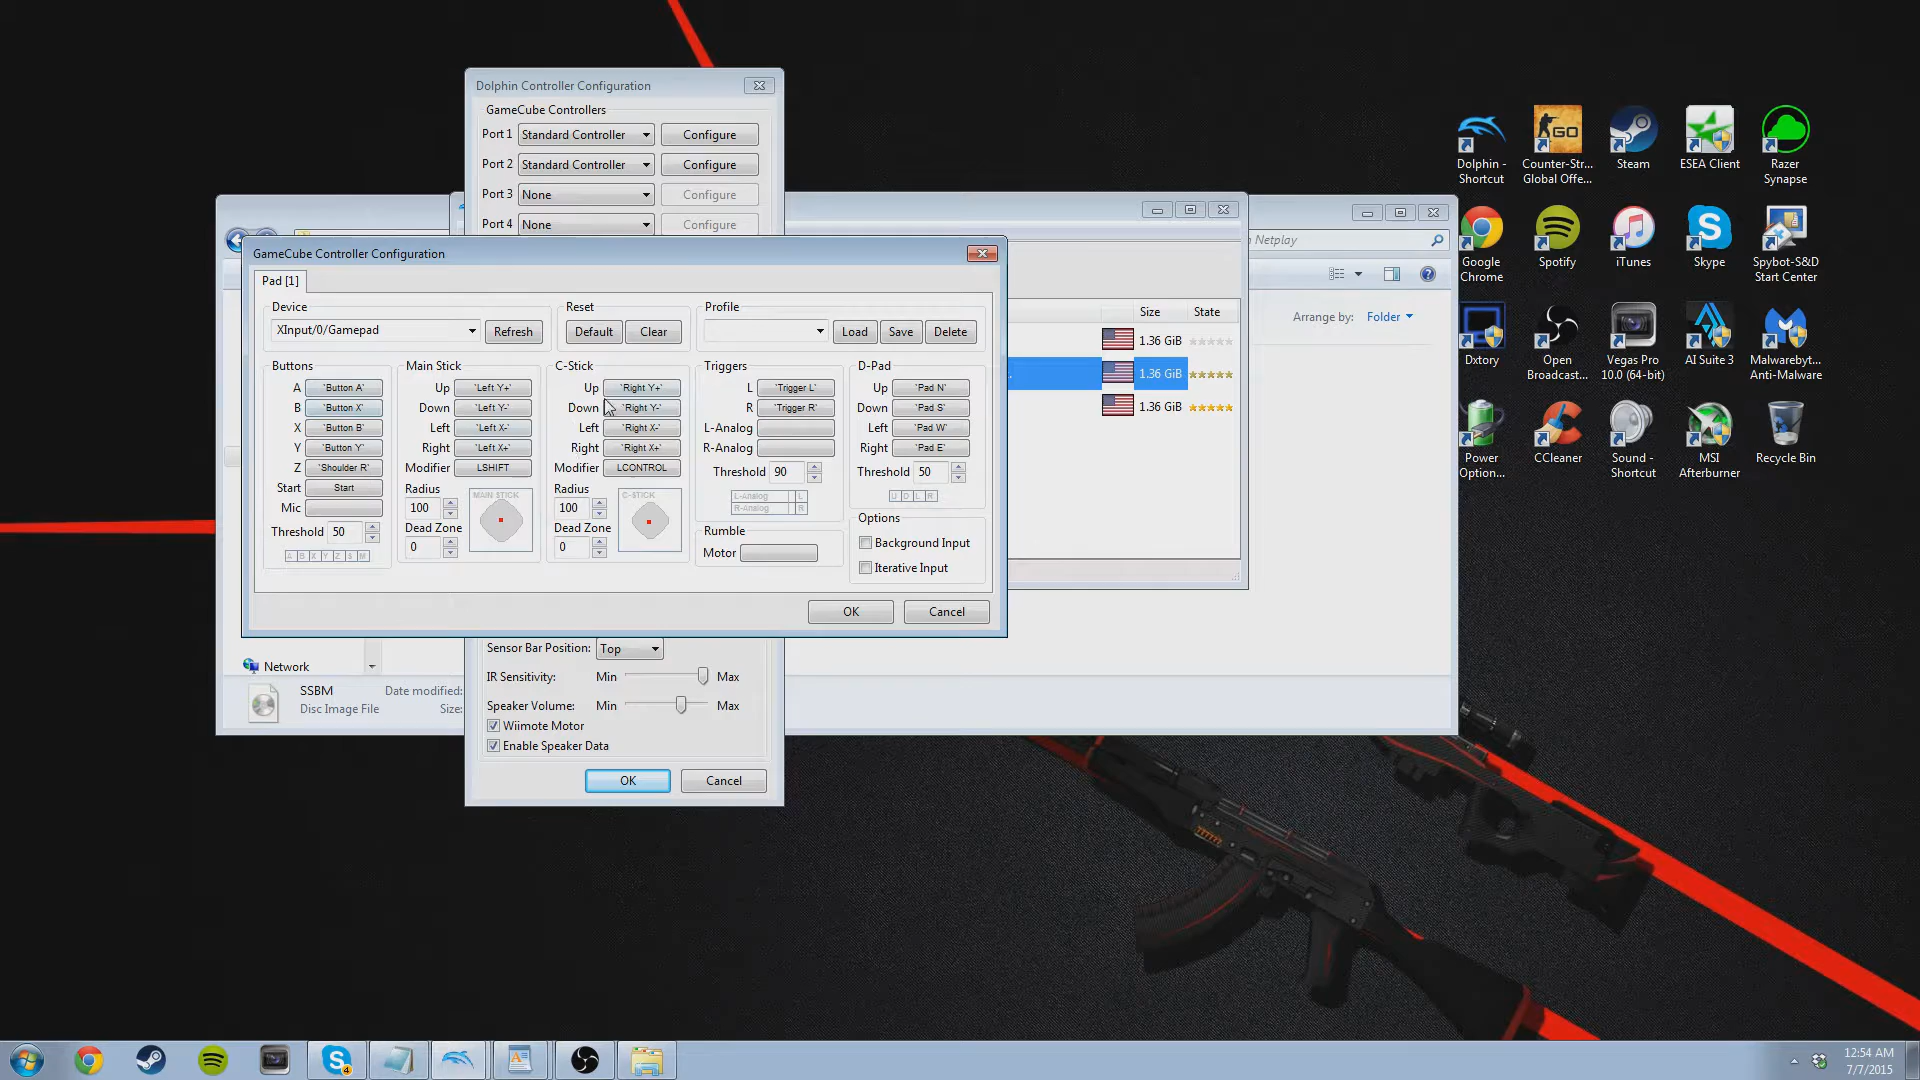 Dolphin Controller Configuration
GameCube Controllers
Port 1 Standard Controller Configure
Port 2 Standard Controller Configure
Port 3 None Configure
Port 4 None Configure
Netplay
Arrange by: Folder
Size State
1.36 GiB
1.36 GiB
1.36 GiB
GameCube Controller Configuration
Pad [1]
Device
XInput/0/Gamepad Refresh
Reset
Default Clear
Profile
Load Save Delete
Buttons
A `Button A`
B `Button X`
X `Button B`
Y `Button Y`
Z `Shoulder R`
Start Start
Mic
Threshold 50
A B X Y Z S M
Main Stick
Up `Left Y+`
Down `Left Y-`
Left `Left X-`
Right `Left X+`
Modifier LSHIFT
Radius
100
Dead Zone
0
MAIN STICK
C-Stick
Up `Right Y+`
Down `Right Y-`
Left `Right X-`
Right `Right X+`
Modifier LCONTROL
Radius
100
Dead Zone
0
C-STICK
Triggers
L `Trigger L`
R `Trigger R`
L-Analog
R-Analog
Threshold 90
L-Analog L
R-Analog R
Rumble
Motor
D-Pad
Up `Pad N`
Down `Pad S`
Left `Pad W`
Right `Pad E`
Threshold 50
U D L R
Options
Background Input
Iterative Input
OK Cancel
Network
SSBM Date modified:
Disc Image File Size:
Sensor Bar Position: Top
IR Sensitivity: Min Max
Speaker Volume: Min Max
Wiimote Motor
Enable Speaker Data
OK Cancel
Dolphin -
Shortcut
Counter-Str...
Global Offe...
Steam
ESEA Client
Razer
Synapse
Google
Chrome
Spotify
iTunes
Skype
Spybot-S&D
Start Center
Dxtory
Open
Broadcast...
Vegas Pro
10.0 (64-bit)
AI Suite 3
Malwarebyt...
Anti-Malware
Power
Option...
CCleaner
Sound -
Shortcut
MSI
Afterburner
Recycle Bin
GO
4
12:54 AM
7/7/2015